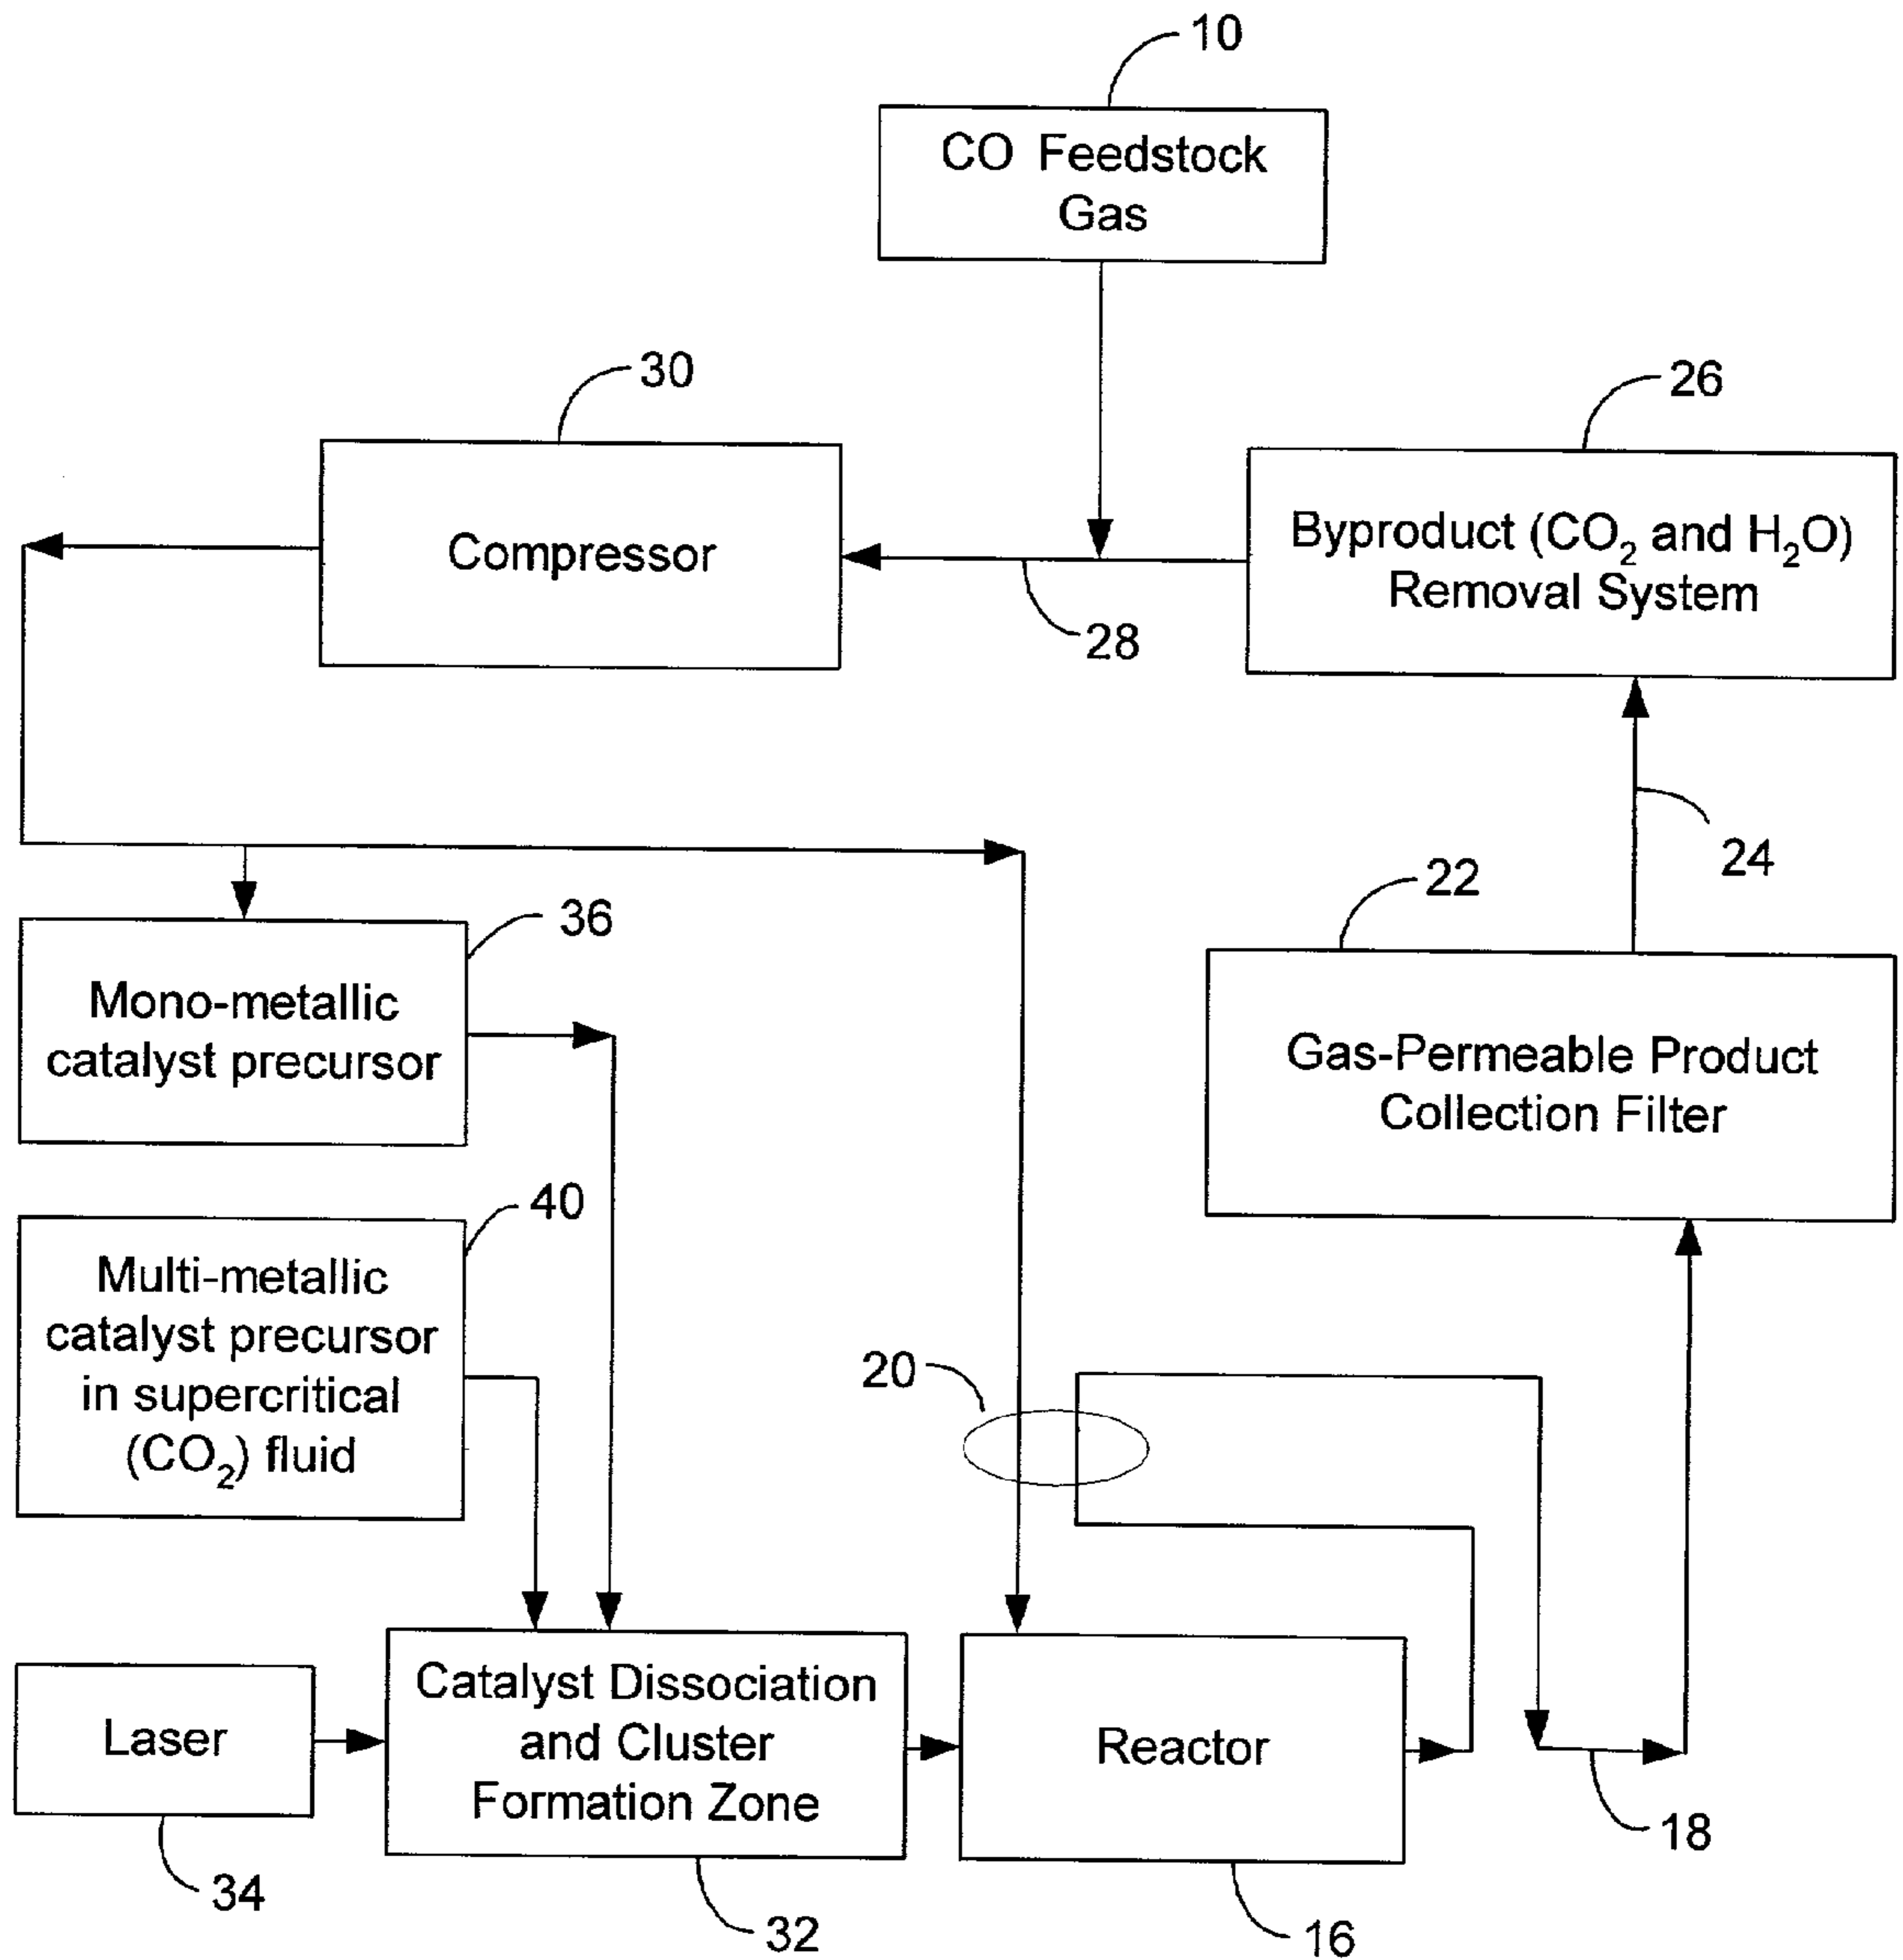 10
CO Feedstock
Gas
30
26
Compressor
Byproduct (CO₂ and H₂O)
Removal System
28
24
22
36
Mono-metallic
catalyst precursor
Gas-Permeable Product
Collection Filter
40
Multi-metallic
catalyst precursor
in supercritical
(CO₂) fluid
20
Laser
Catalyst Dissociation
and Cluster
Formation Zone
Reactor
18
34
32
16